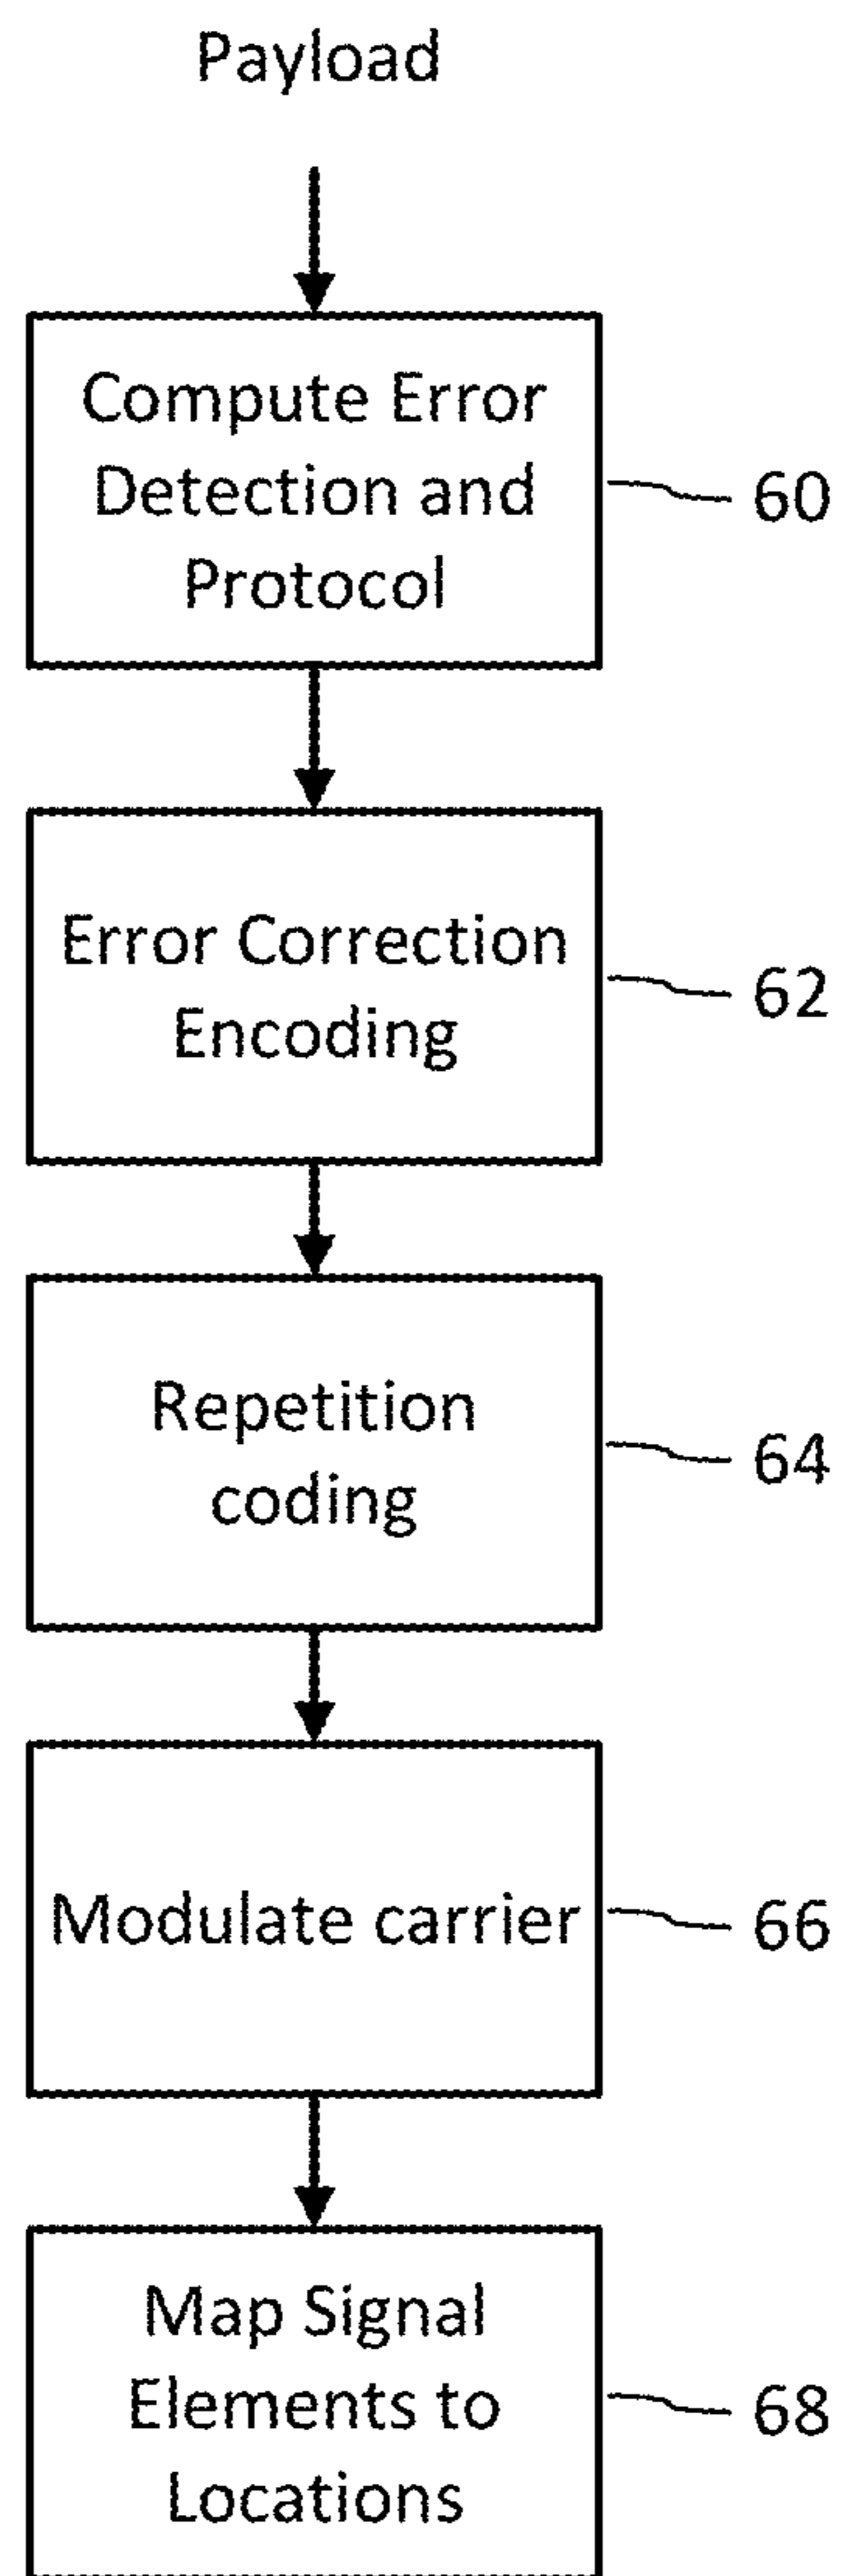 Payload
Compute Error
Detection and
Protocol
60
Error Correction
Encoding
62
Repetition
coding
64
Modulate carrier
66
Map Signal
Elements to
Locations
68